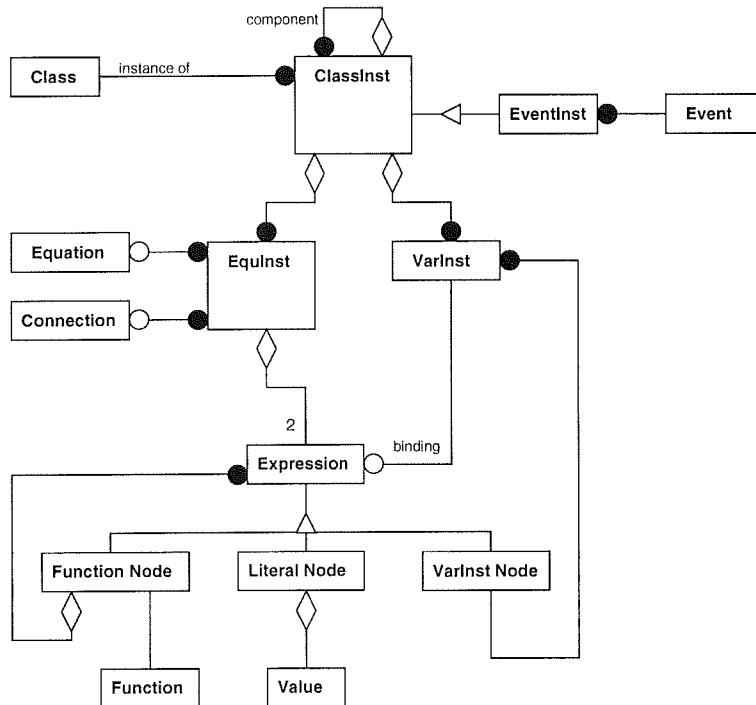 component
Class
instance of
ClassInst
EventInst
Event
Equation
EquInst
VarInst
Connection
2
binding
Expression
Function Node
Literal Node
VarInst Node
Function
Value